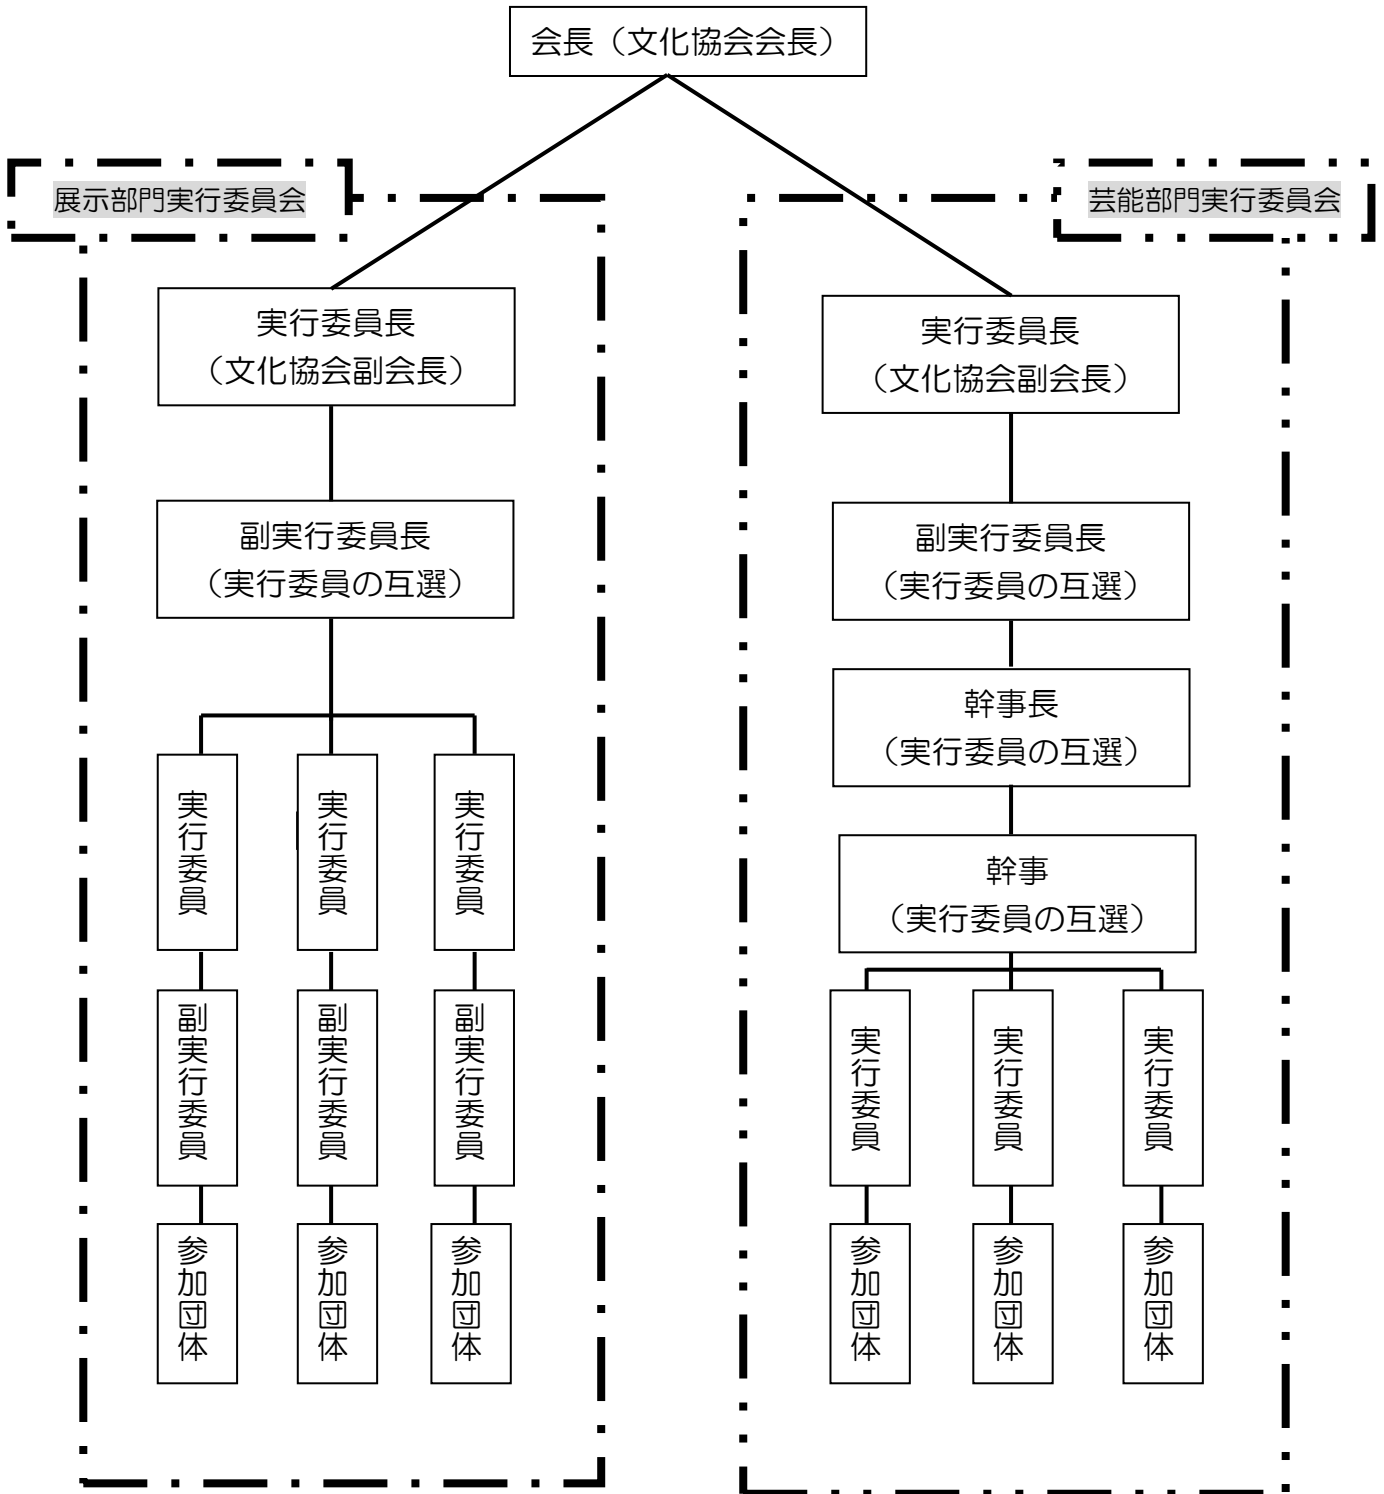 会長（文化協会会長）
展示部門実行委員会
実行委員長
（文化協会副会長）
副実行委員長
（実行委員の互選）
実行委員
実行委員
実行委員
副実行委員
副実行委員
副実行委員
参加団体
参加団体
参加団体
芸能部門実行委員会
実行委員長
（文化協会副会長）
副実行委員長
（実行委員の互選）
幹事長
（実行委員の互選）
幹事
（実行委員の互選）
実行委員
実行委員
実行委員
参加団体
参加団体
参加団体